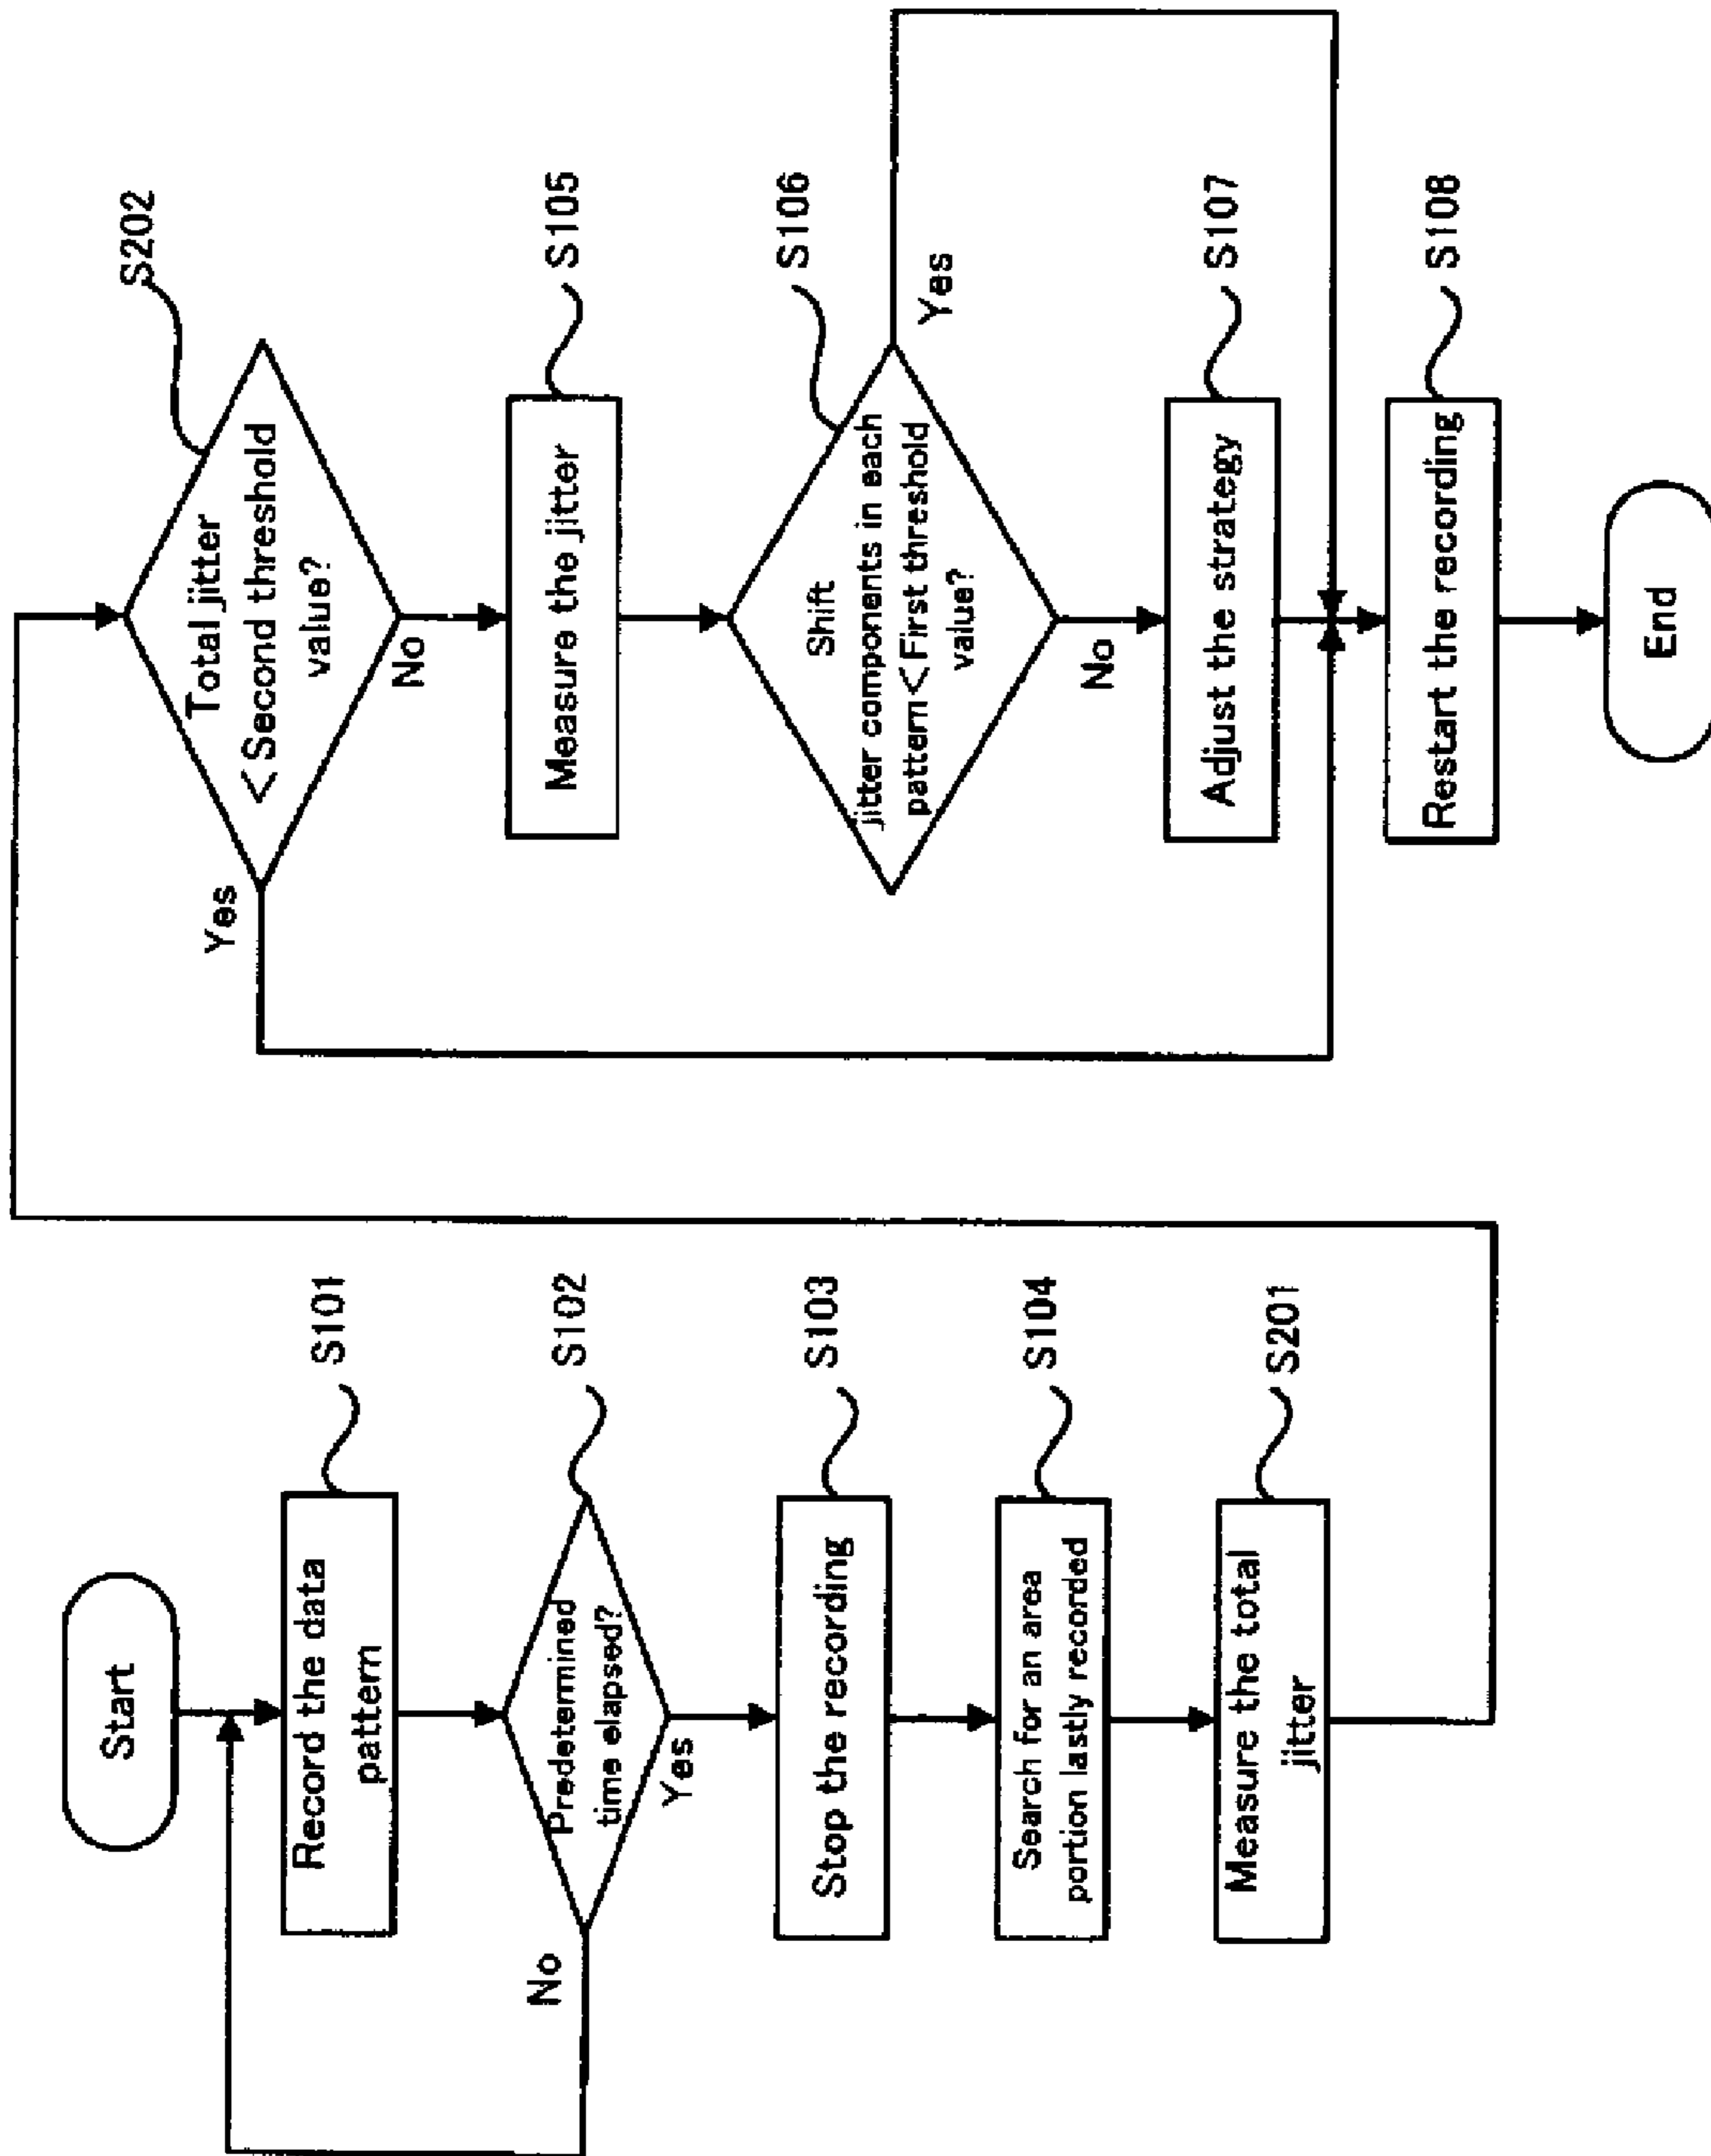 Start
Record the data
pattern
S101
Predetermined
time elapsed?
S102
No
Yes
Stop the recording
S103
Search for an area
portion lastly recorded
S104
Measure the total
jitter
S201
Total jitter
<Second threshold
value?
S202
Yes
No
Measure the jitter
S105
Shift
jitter components in each
pattern<First threshold
value?
S106
Yes
No
Adjust the strategy
S107
Restart the recording
S108
End